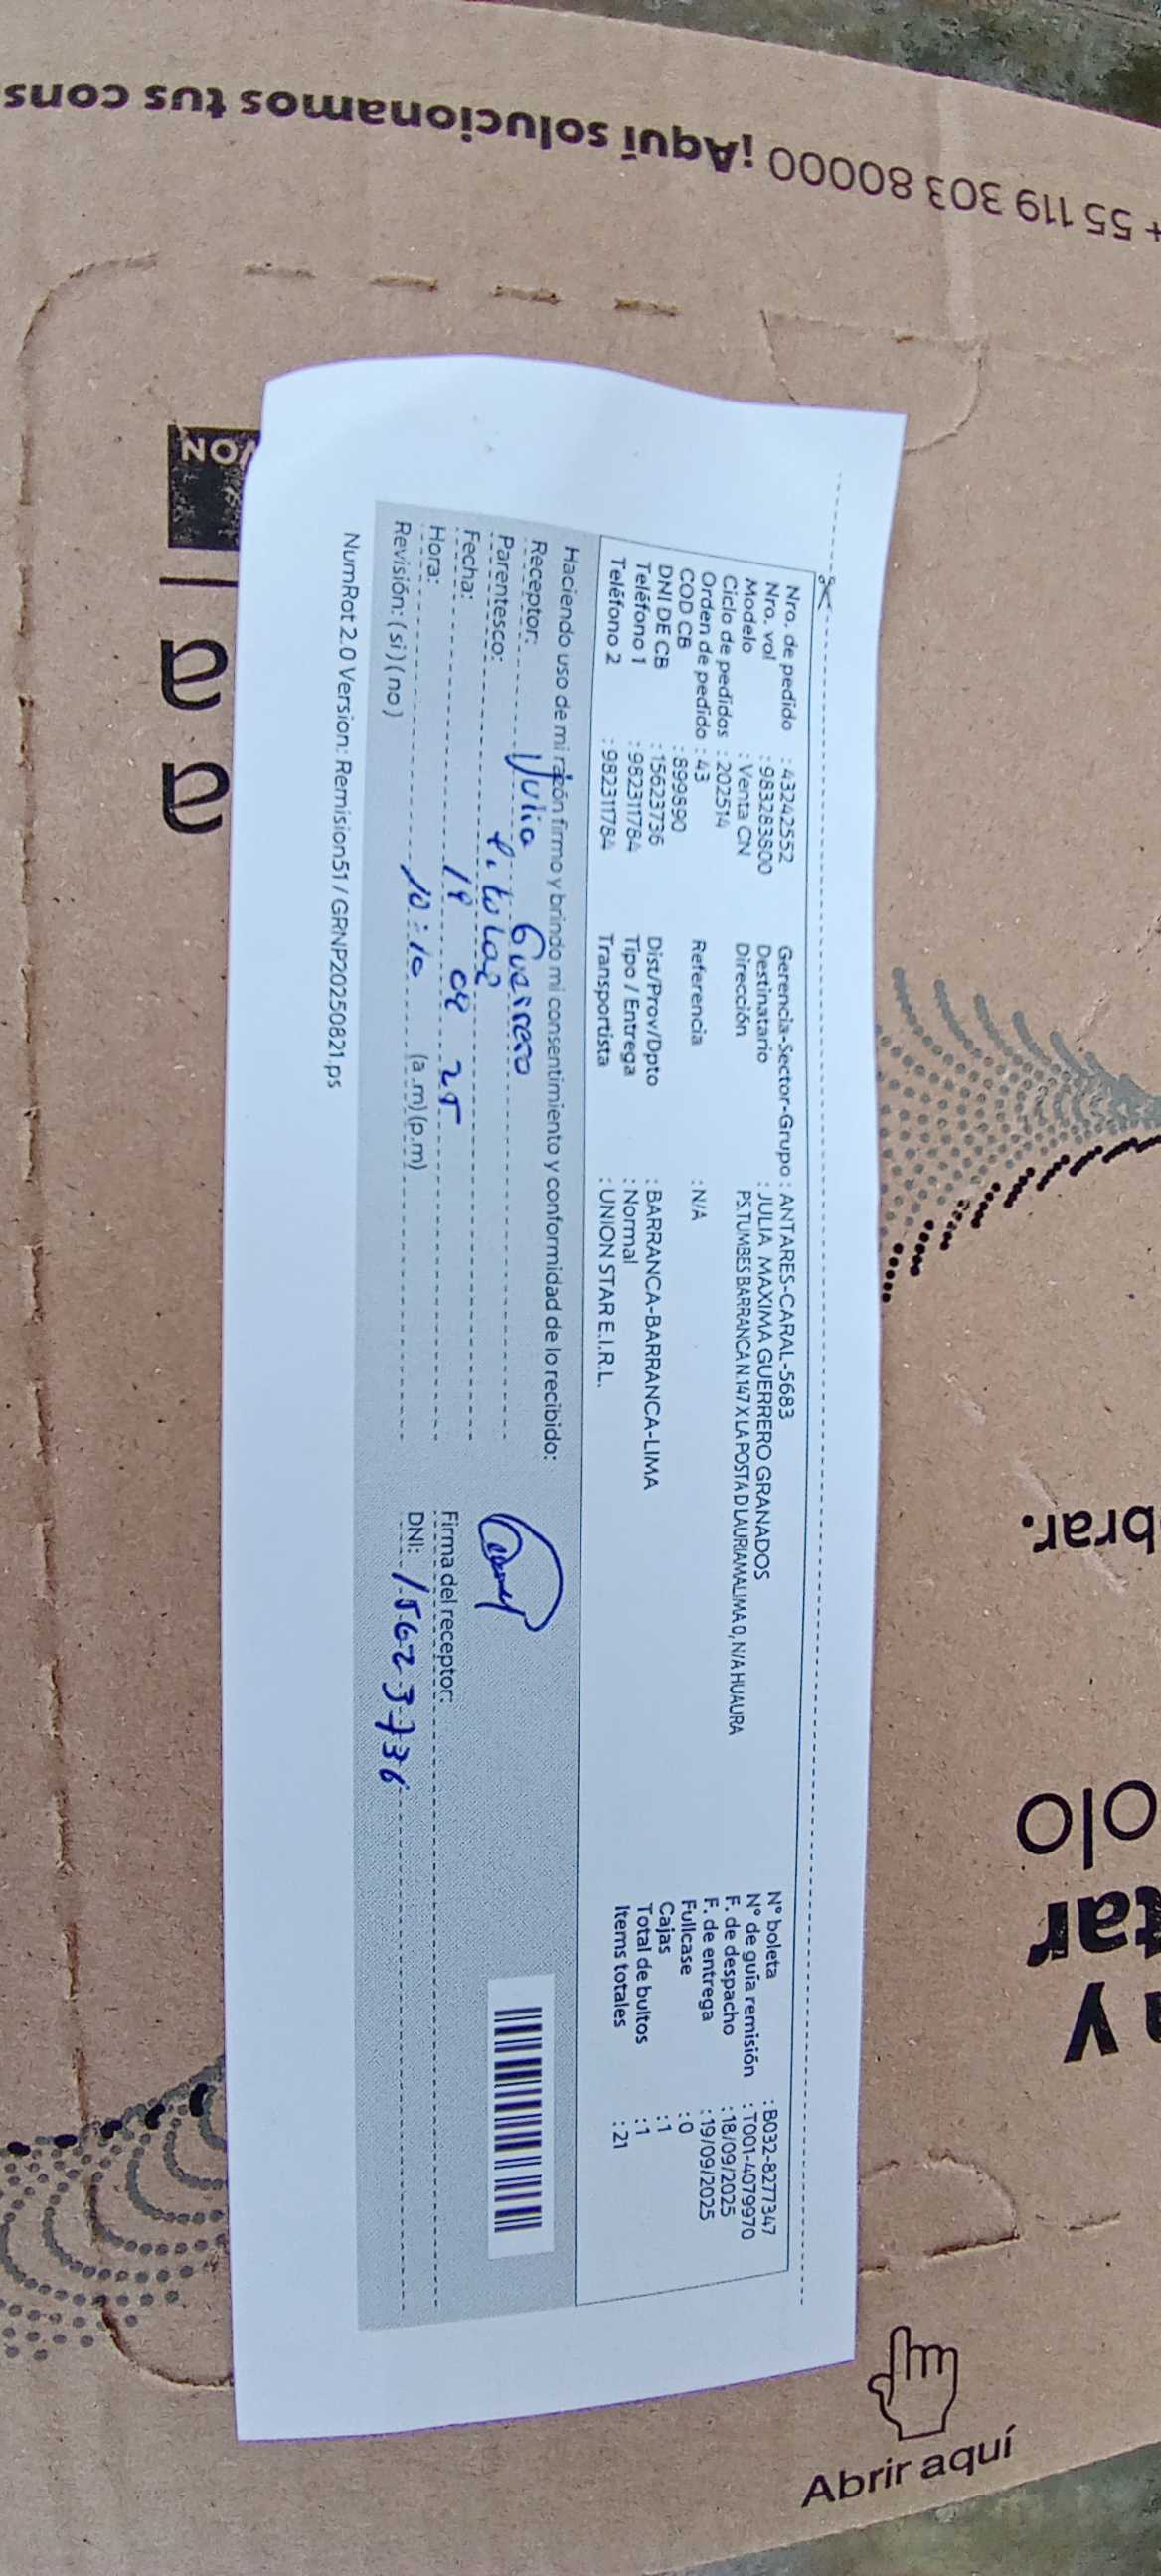 + 55 119 303 80000 ¡Aquí solucionamos tus cons
Nro. de pedido : 43242552
Nro. vol : 983283800
Modelo : Venta CN
Ciclo de pedidos : 202514
Orden de pedido : 43
COD CB : 899890
DNI DE CB : 15623736
Teléfono 1 : 982311784
Teléfono 2 : 982311784
Gerencia-Sector-Grupo : ANTARES-CARAL-5683
Destinatario : JULIA MAXIMA GUERRERO GRANADOS
Dirección PS.TUMBES BARRANCA N.147 X LA POSTA D LAURIAMALIMA 0, N/A HUAURA
Referencia : N/A
Dist/Prov/Dpto : BARRANCA-BARRANCA-LIMA
Tipo / Entrega : Normal
Transportista : UNION STAR E.I.R.L.
N° boleta : B032-8277347
N° de guía remisión : T001-4079970
F. de despacho : 18/09/2025
F. de entrega : 19/09/2025
Fullcase : 0
Cajas : 1
Total de bultos : 1
Items totales : 21
Haciendo uso de mi razón firmo y brindo mi consentimiento y conformidad de lo recibido:
Receptor: Julia Guerrero
Parentesco: titular
Fecha: 19 09 25
Hora: 10:10 (a.m)(p.m)
Revisión: ( si ) ( no )
Firma del receptor:
DNI: 15623736
NumRot 2.0 Version: Remision51 / GRNP20250821.ps
VON
brar.
olo
tar
y
Abrir aquí